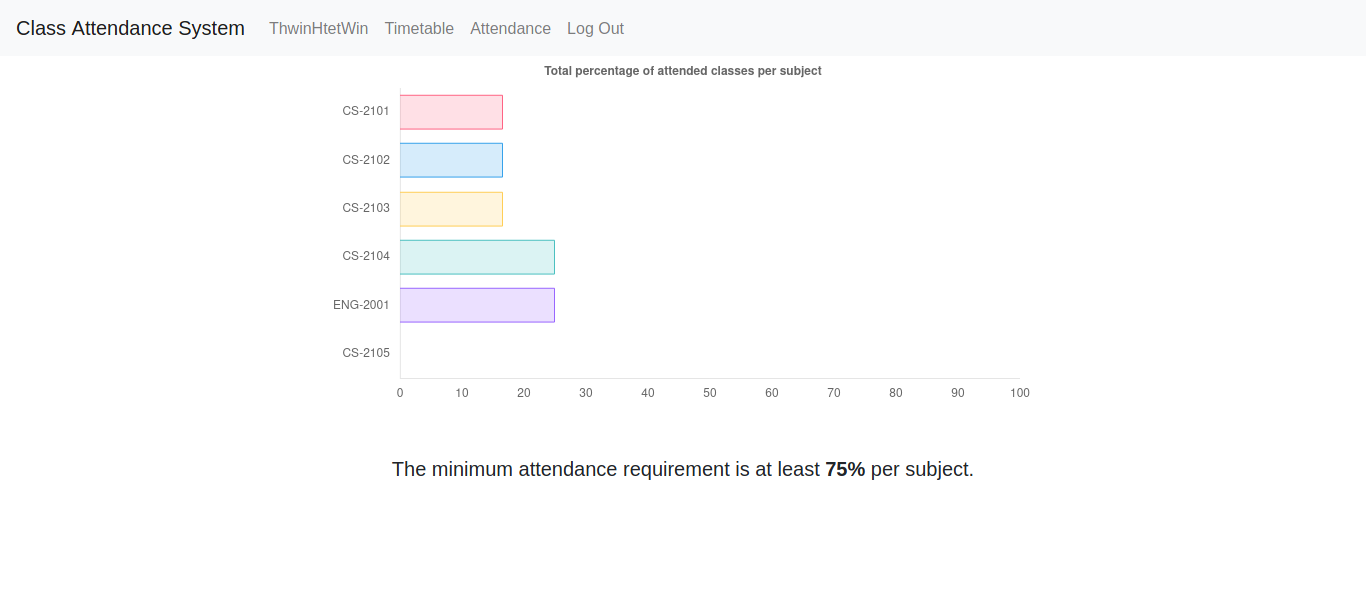 Class Attendance System ThwinHtetWin Timetable Attendance Log Out
Total percentage of attended classes per subject
CS-2101
CS-2102
CS-2103
CS-2104
ENG-2001
CS-2105
0 10 20 30 40 50 60 70 80 90 100
The minimum attendance requirement is at least 75% per subject.